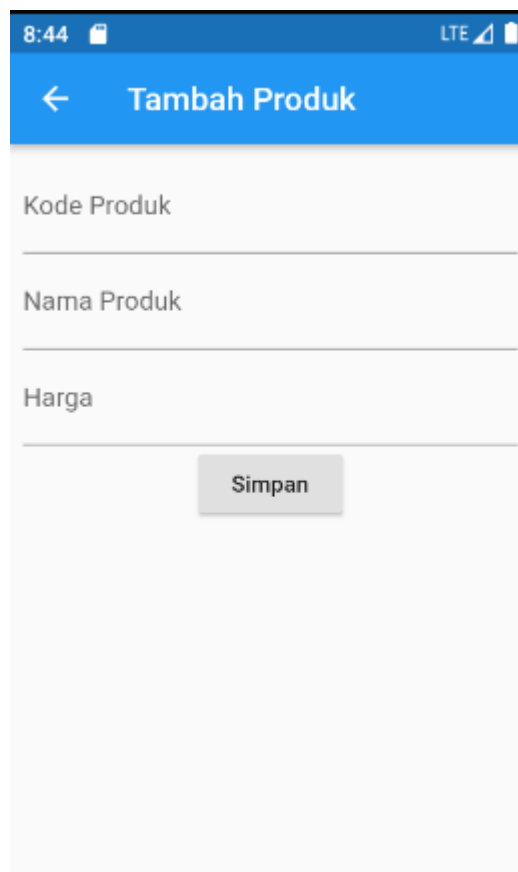 8:44 LTE
Tambah Produk
Kode Produk
Nama Produk
Harga
Simpan